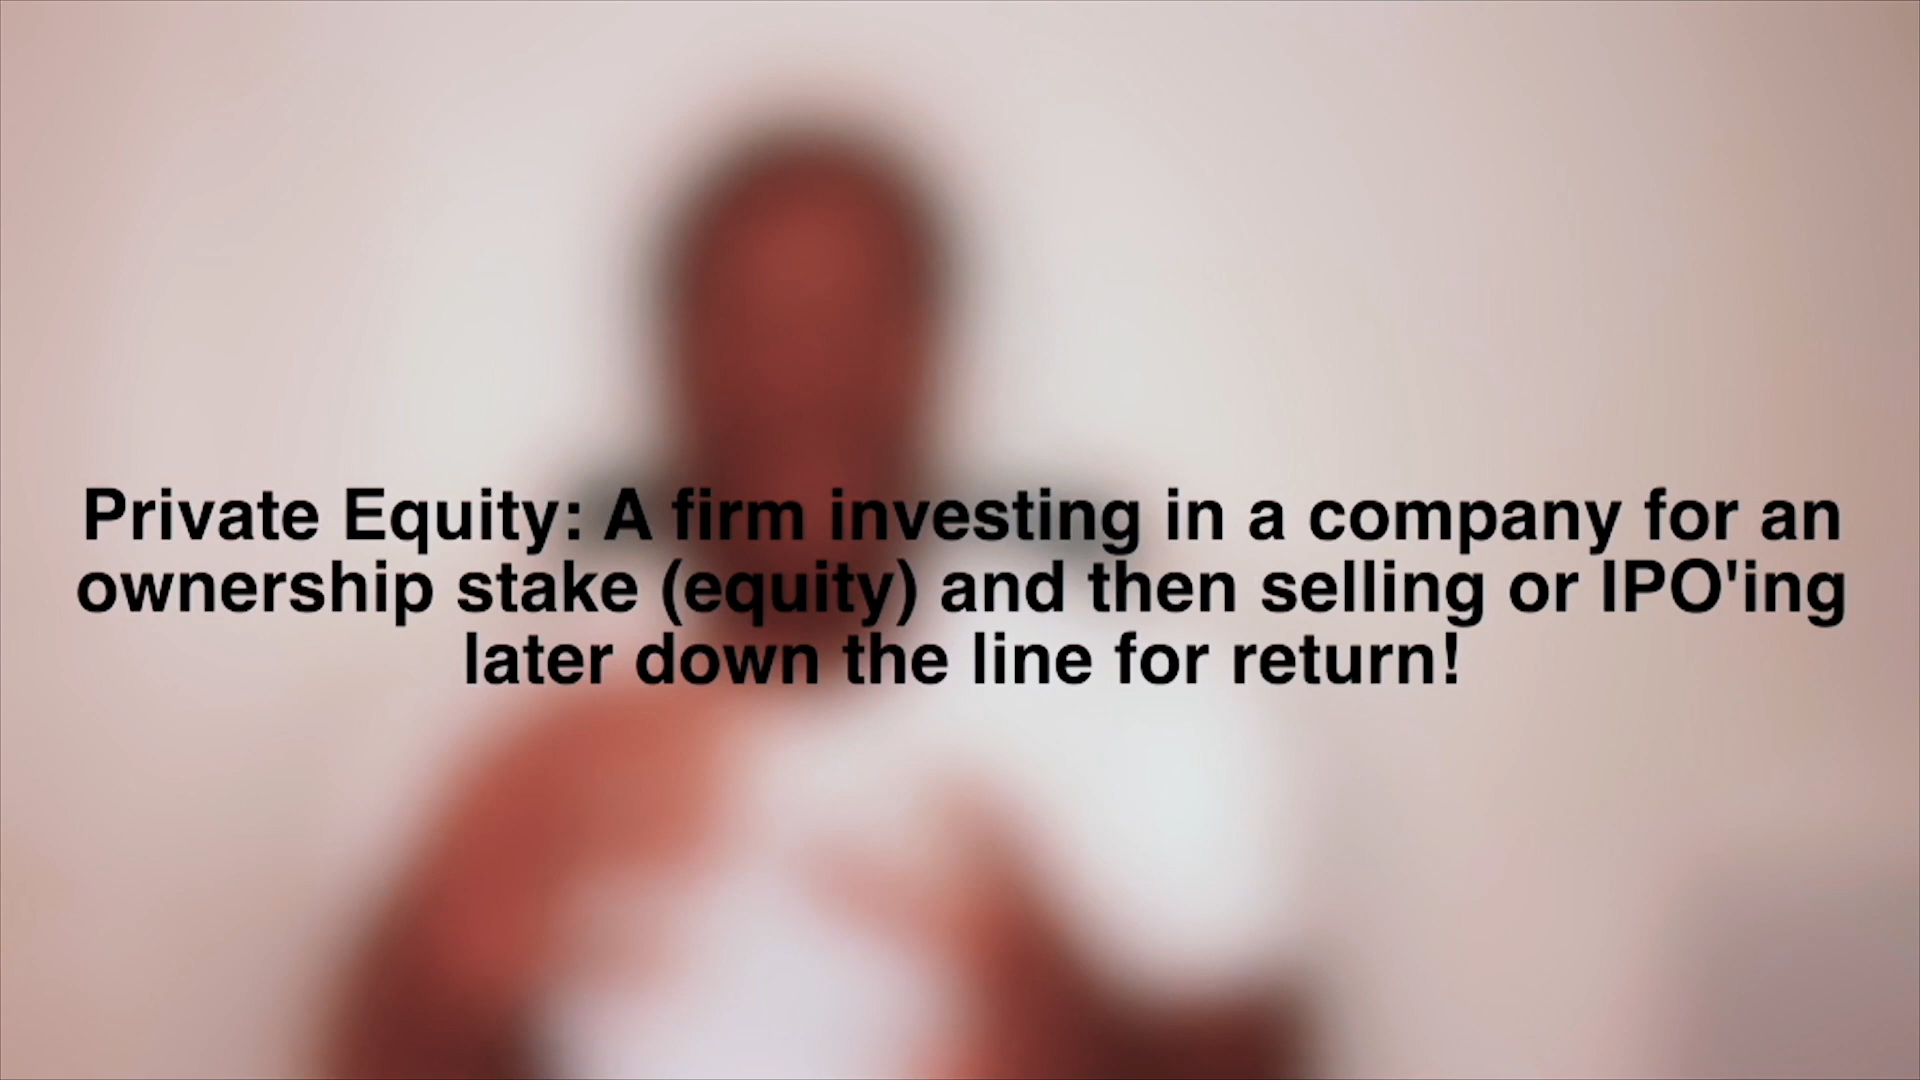 Private Equity: A firm investing in a company for an
ownership stake (equity) and then selling or IPO'ing
later down the line for return!